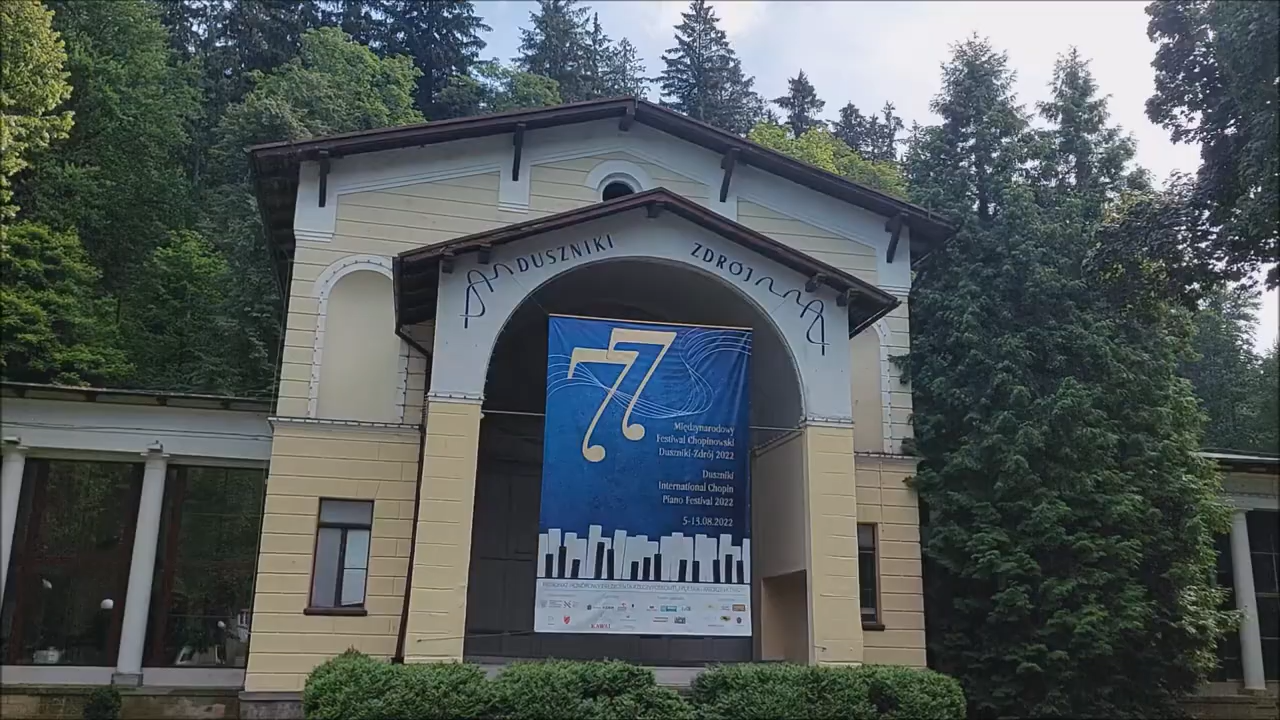 DUSZNIKI ZDRÓJ
77
Międzynarodowy
Festiwal Chopinowski
Duszniki-Zdrój 2022
Duszniki
International Chopin
Piano Festival 2022
5-13.08.2022
KAWAI